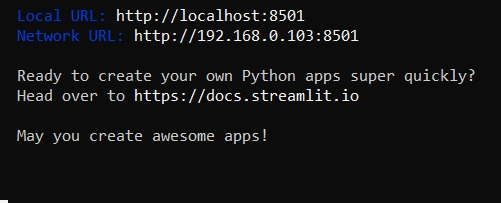 Local URL: http://localhost:8501
Network URL: http://192.168.0.103:8501
Ready to create your own Python apps super quickly?
Head over to https://docs.streamlit.io
May you create awesome apps!